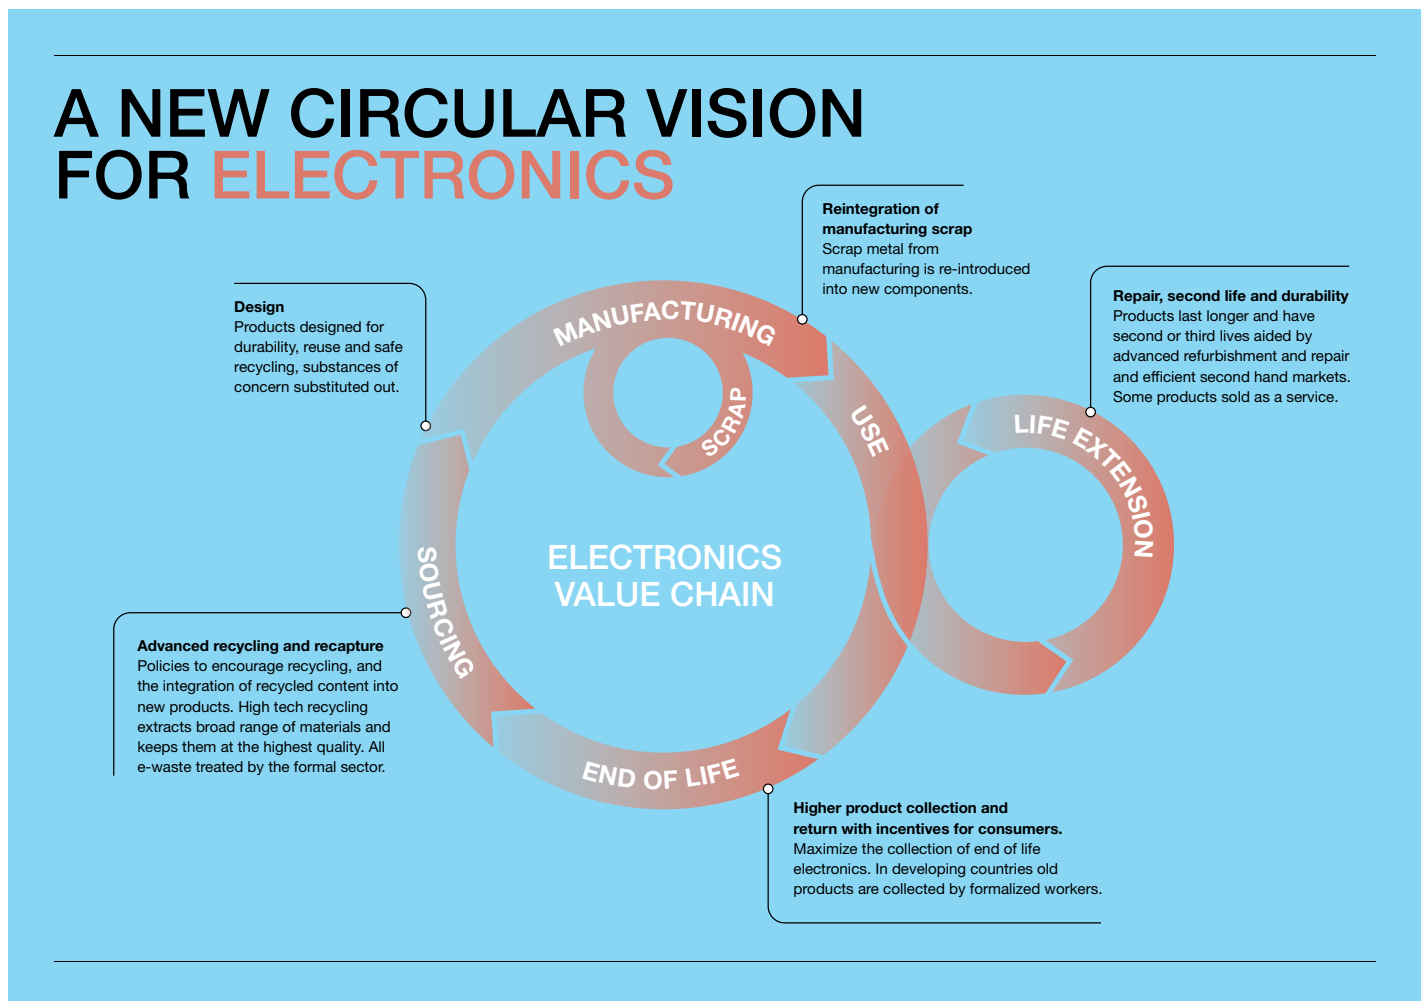 A NEW CIRCULAR VISION
FOR ELECTRONICS
Reintegration of
manufacturing scrap
Scrap metal from
manufacturing is re-introduced
into new components.
Repair, second life and durability
Products last longer and have
second or third lives aided by
advanced refurbishment and repair
and efficient second hand markets.
Some products sold as a service.
Design
Products designed for
durability, reuse and safe
recycling, substances of
concern substituted out.
MANUFACTURING
SCRAP
USE
LIFE EXTENSION
ELECTRONICS
VALUE CHAIN
SOURCING
Advanced recycling and recapture
Policies to encourage recycling, and
the integration of recycled content into
new products. High tech recycling
extracts broad range of materials and
keeps them at the highest quality. All
e-waste treated by the formal sector.
END OF LIFE
Higher product collection and
return with incentives for consumers.
Maximize the collection of end of life
electronics. In developing countries old
products are collected by formalized workers.